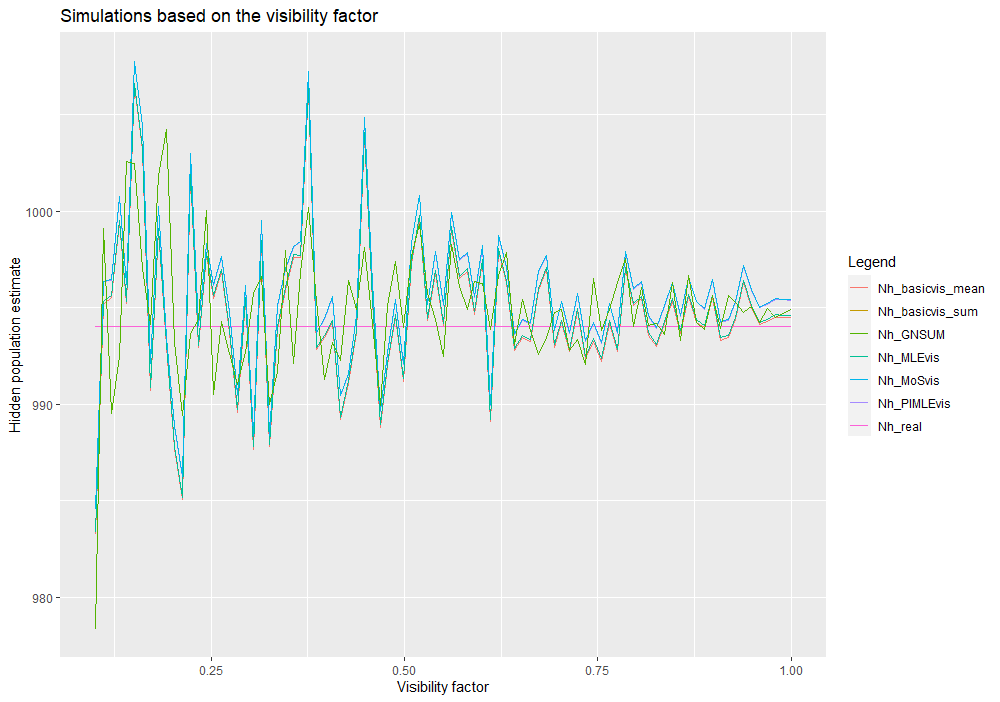 Simulations based on the visibility factor
Hidden population estimate
1000
990
980
0.25
0.50
0.75
1.00
Visibility factor
Legend
Nh_basicvis_mean
Nh_basicvis_sum
Nh_GNSUM
Nh_MLEvis
Nh_MoSvis
Nh_PIMLEvis
Nh_real